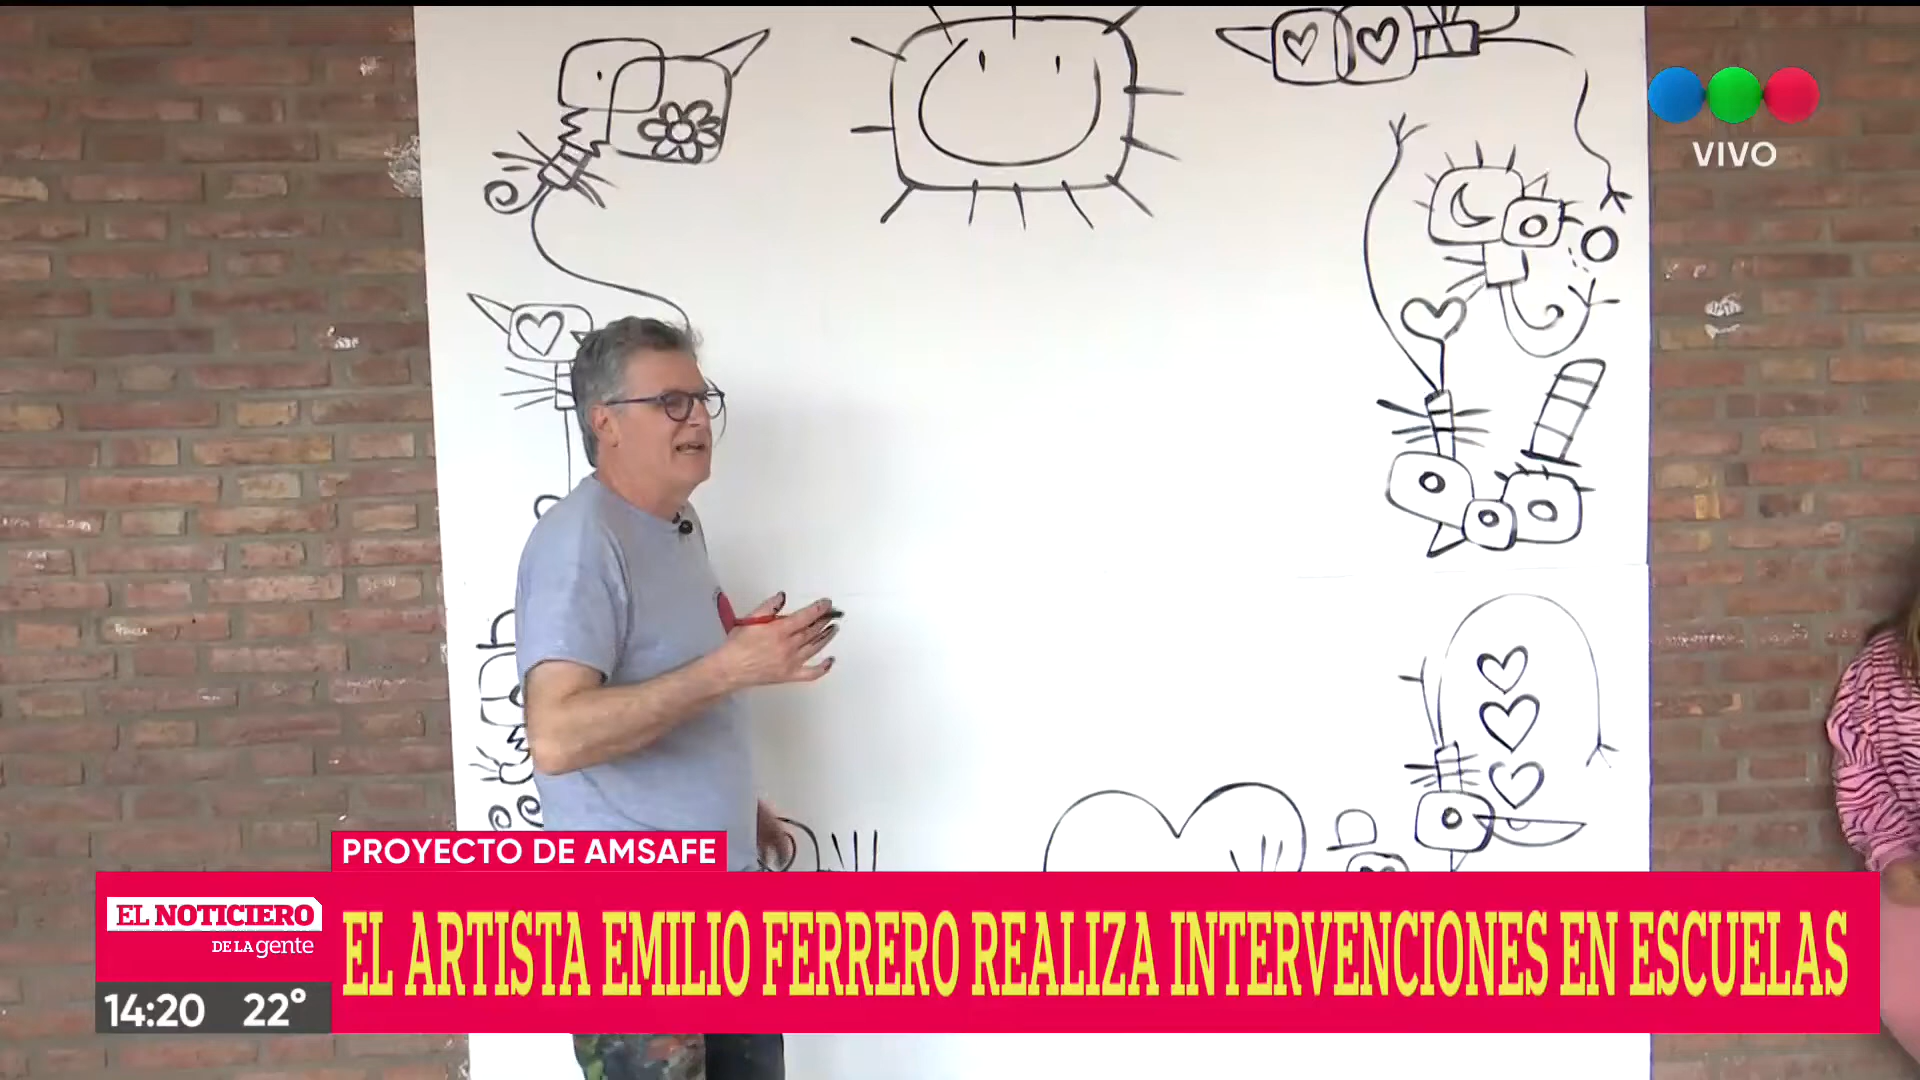 VIVO
PROYECTO DE AMSAFE
EL NOTICIERO
DE LA gente
EL ARTISTA EMILIO FERRERO REALIZA INTERVENCIONES EN ESCUELAS
14:20 22°